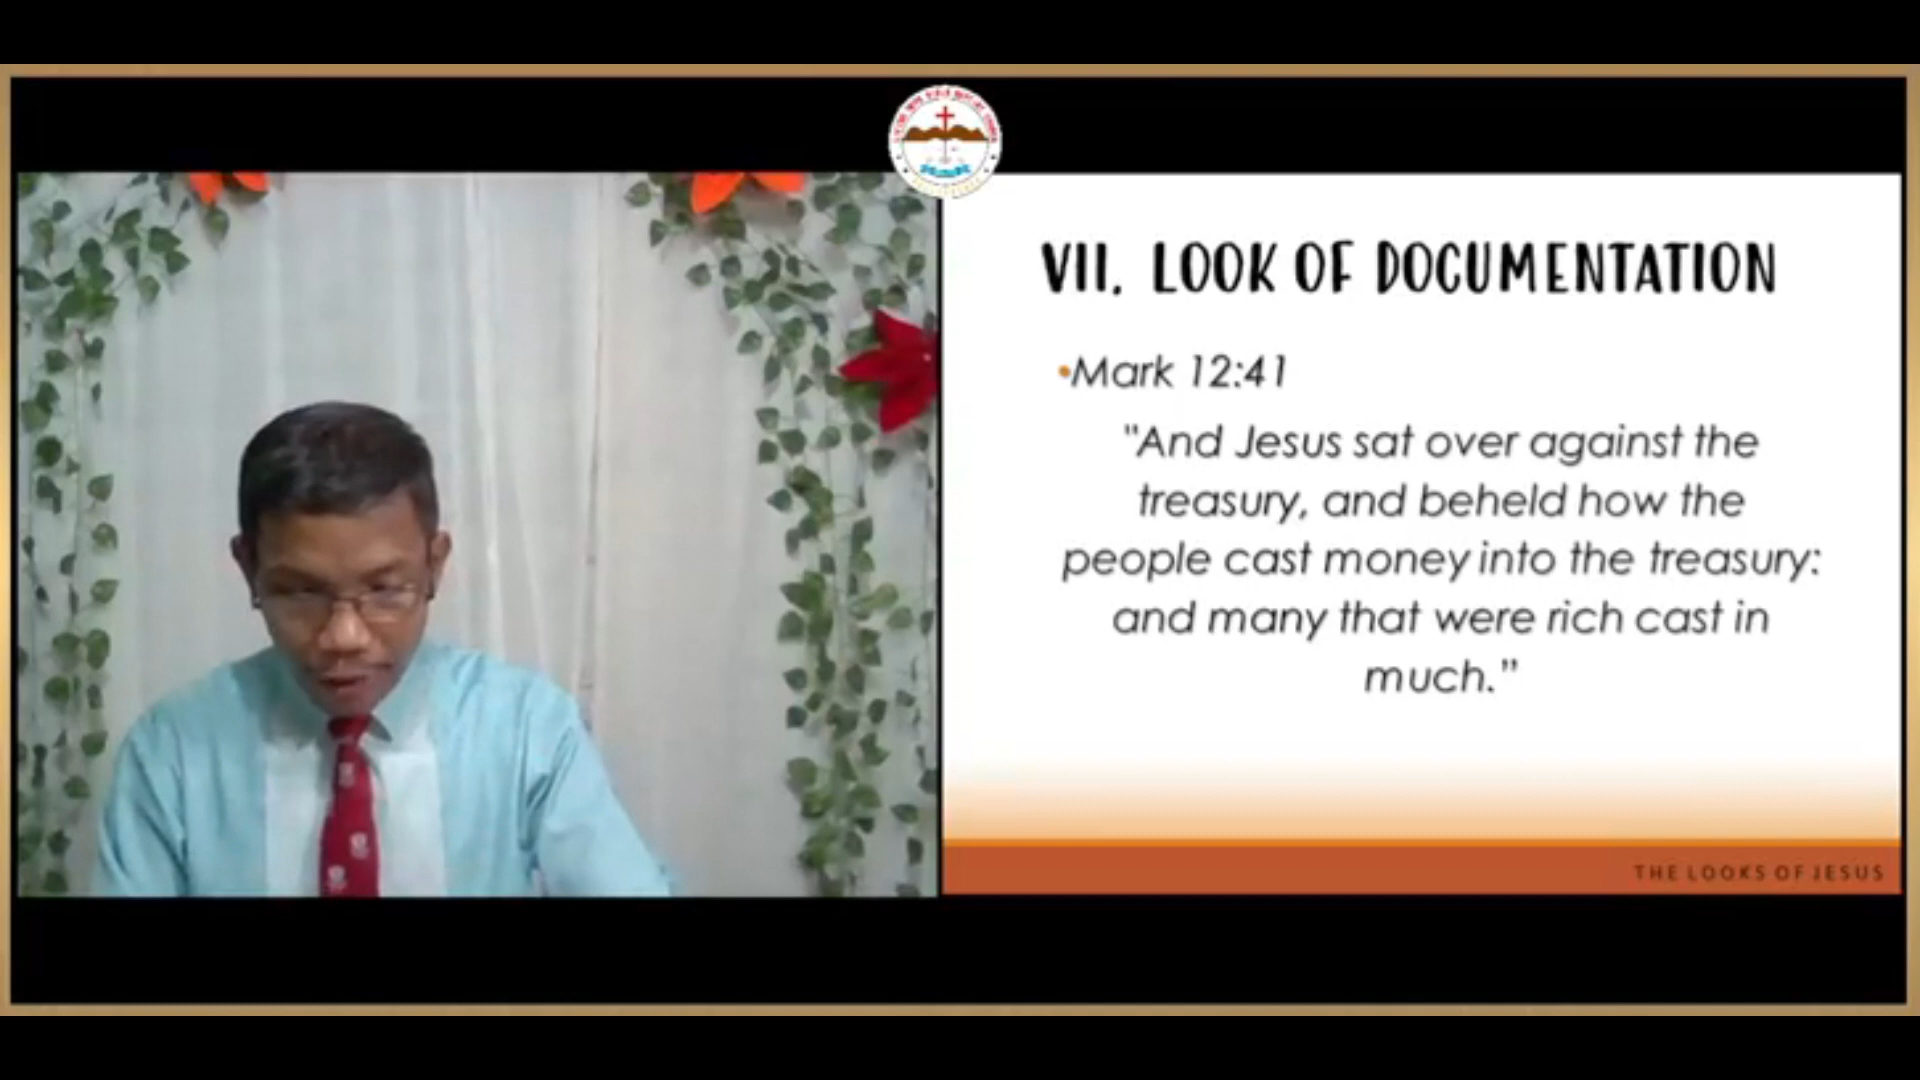 VII. LOOK OF DOCUMENTATION
•Mark 12:41
"And Jesus sat over against the
treasury, and beheld how the
people cast money into the treasury:
and many that were rich cast in
much.”
THE LOOKS OF JESUS